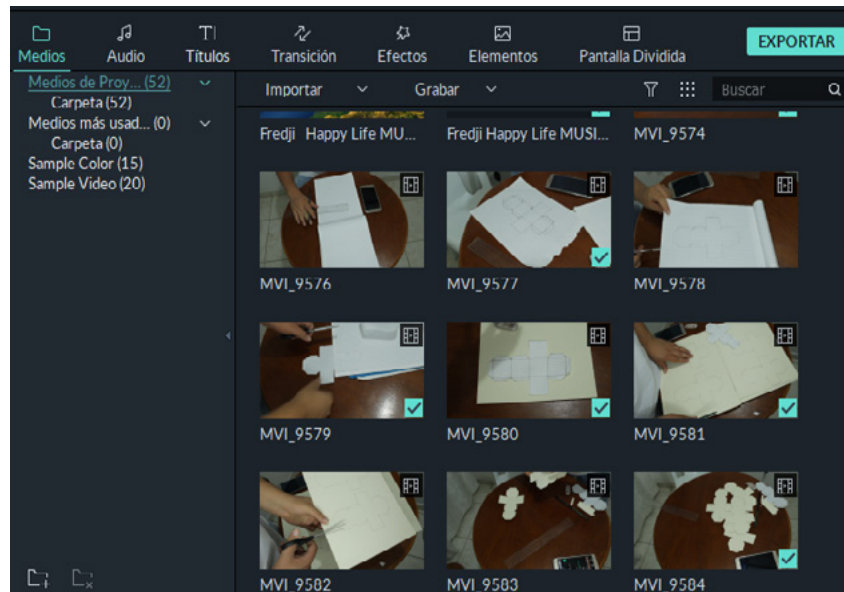 Medios Audio Títulos Transición Efectos Elementos Pantalla Dividida EXPORTAR
Medios de Proy... (52)
Carpeta (52)
Medios más usad... (0)
Carpeta (0)
Sample Color (15)
Sample Video (20)
Importar Grabar Buscar
Fredji Happy Life MU... Fredji Happy Life MUSI... MVI_9574
MVI_9576 MVI_9577 MVI_9578
MVI_9579 MVI_9580 MVI_9581
MVI_9582 MVI_9583 MVI_9584